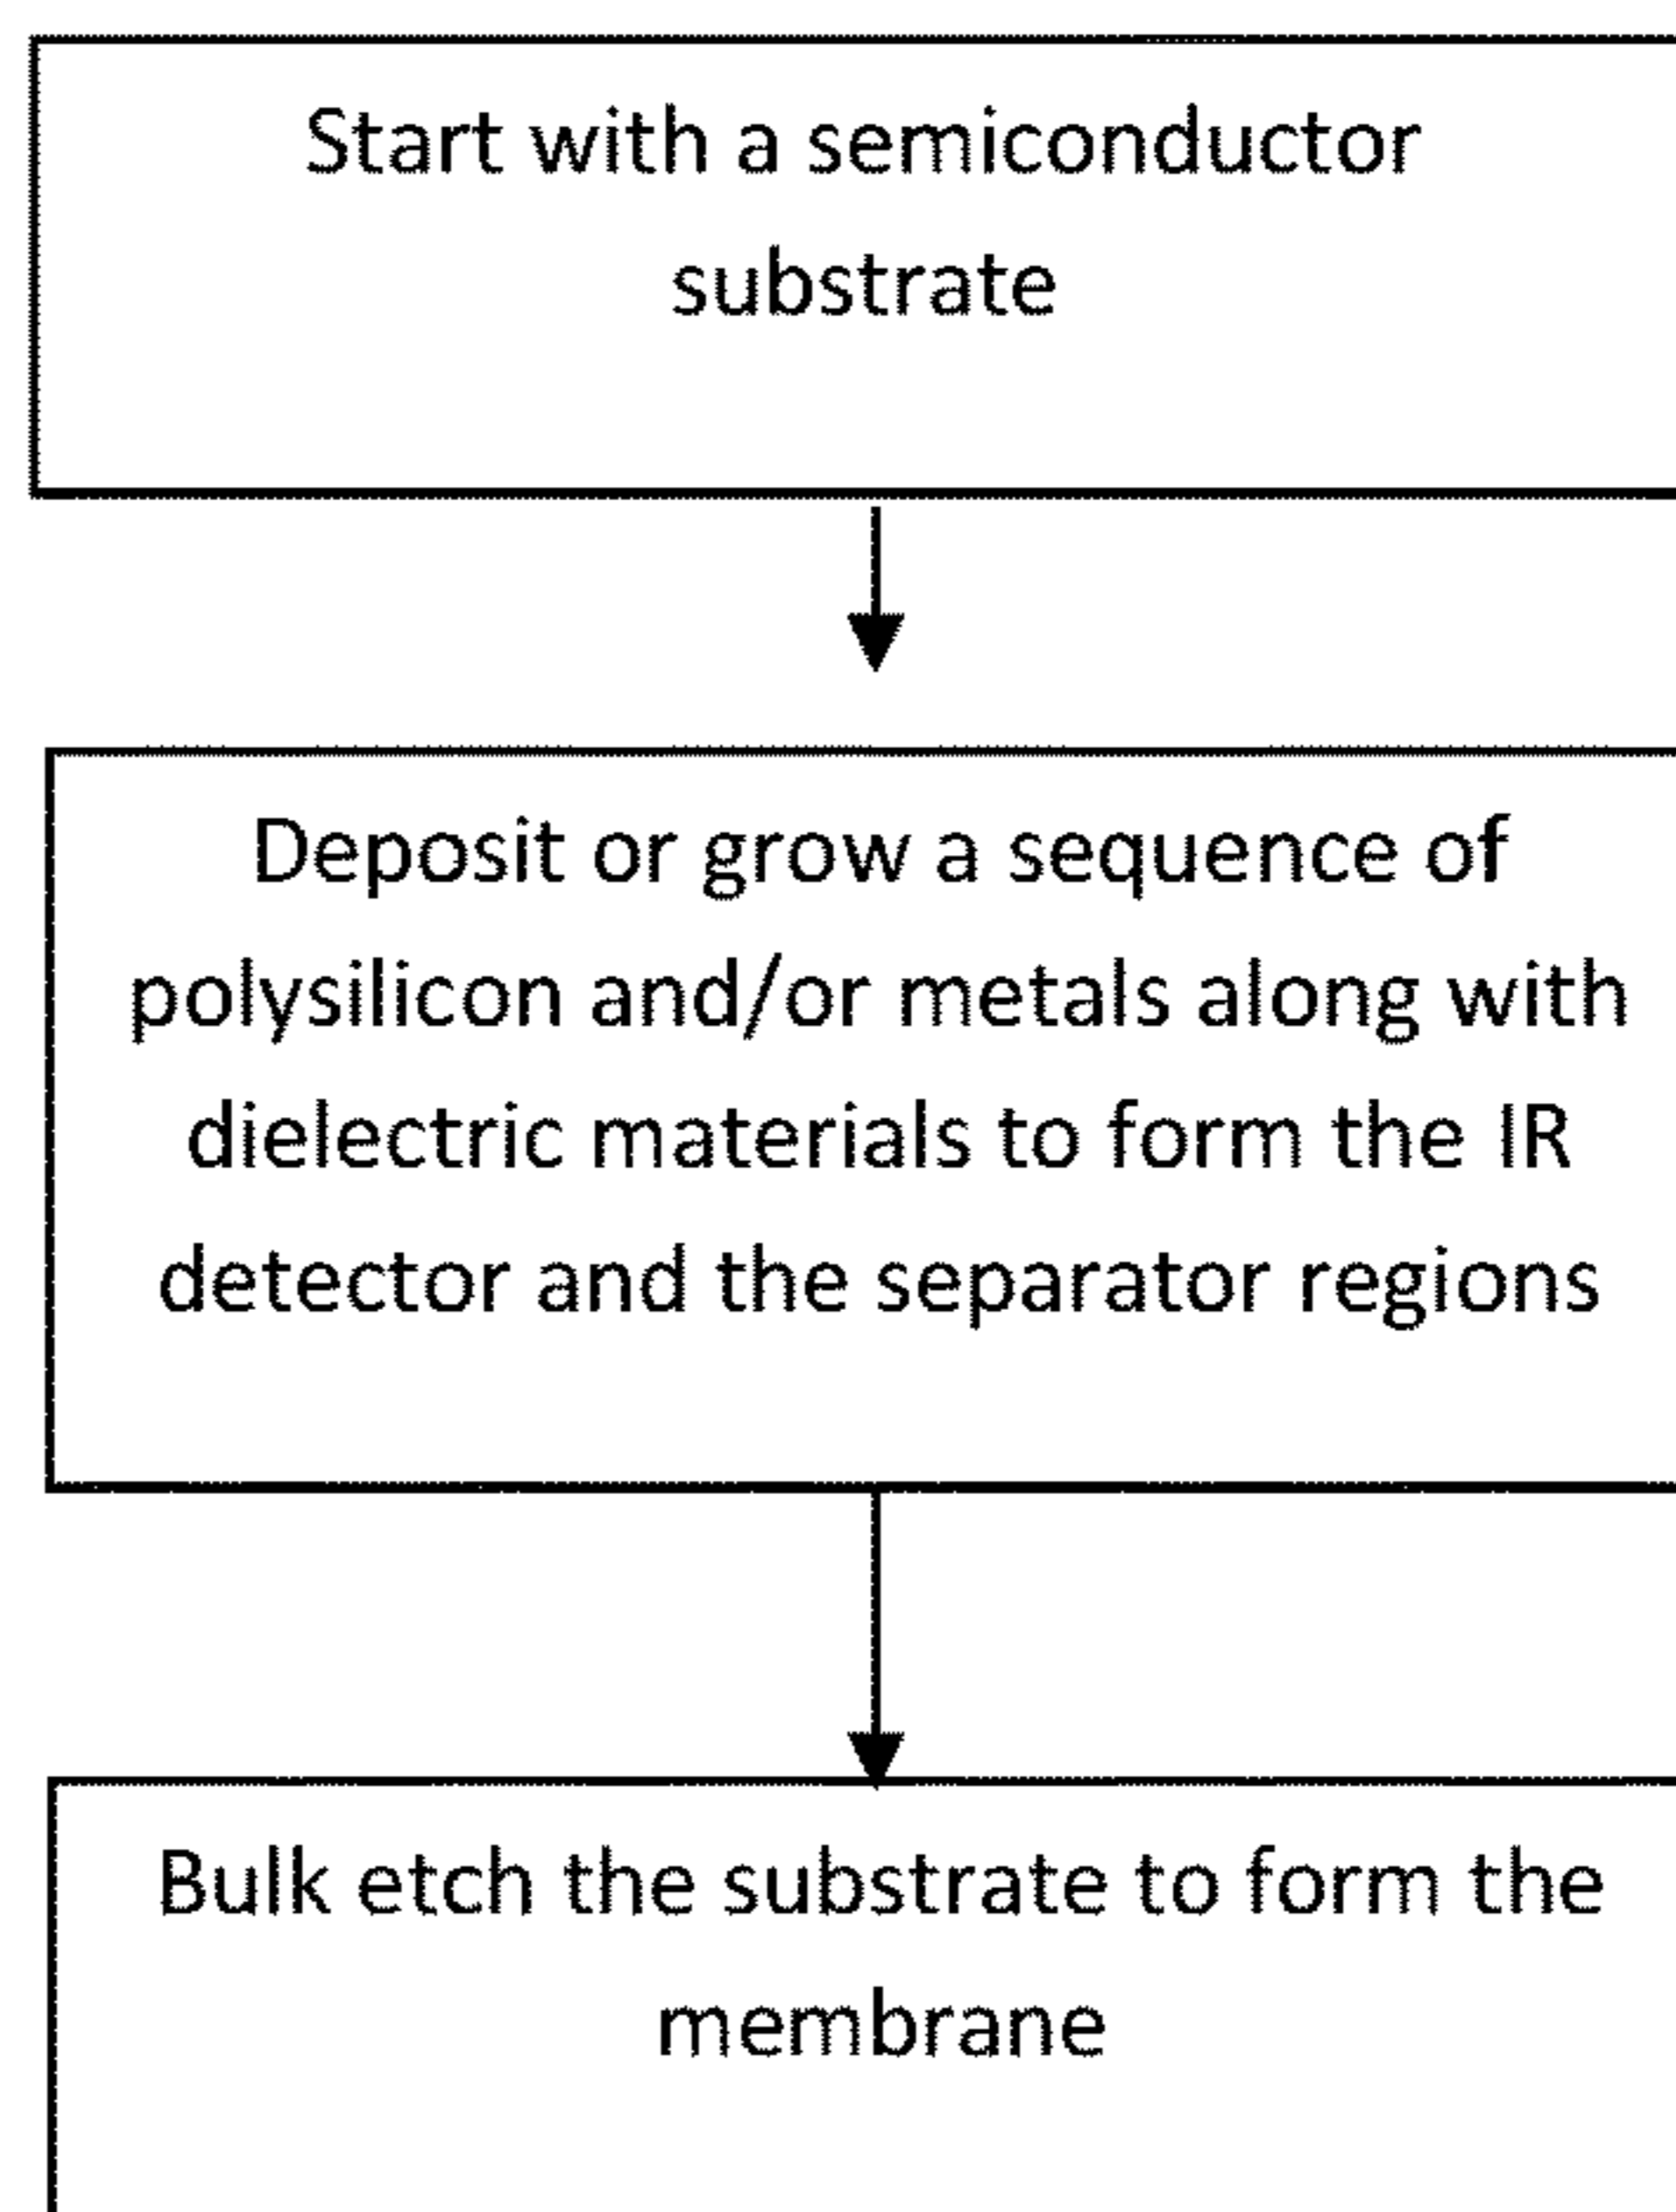 Start with a semiconductor
substrate
Deposit or grow a sequence of
polysilicon and/or metals along with
dielectric materials to form the IR
detector and the separator regions
Bulk etch the substrate to form the
membrane